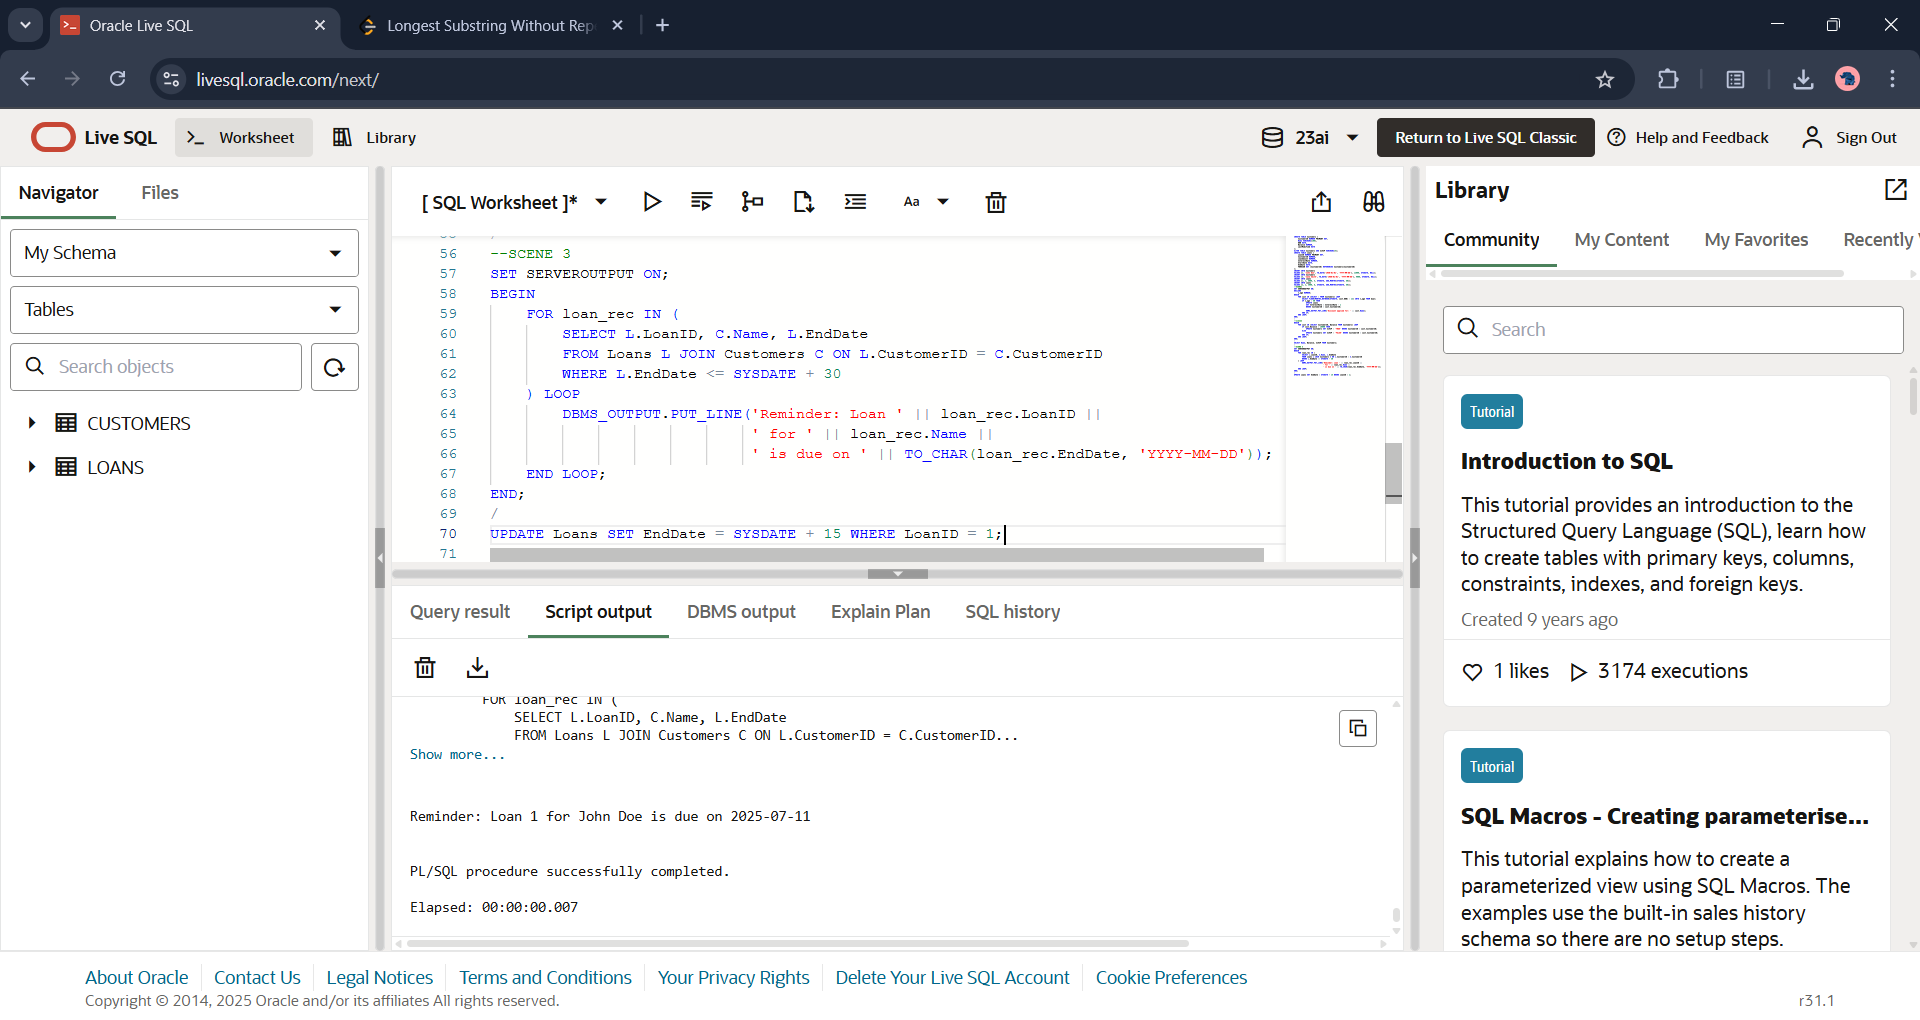 Oracle Live SQL
Longest Substring Without Rep
livesql.oracle.com/next/
Live SQL
Worksheet
Library
23ai
Return to Live SQL Classic
Help and Feedback
Sign Out
Navigator
Files
My Schema
Tables
Search objects
CUSTOMERS
LOANS
[ SQL Worksheet ]*
Aa
56 --SCENE 3
57 SET SERVEROUTPUT ON;
58 BEGIN
59 FOR loan_rec IN (
60 SELECT L.LoanID, C.Name, L.EndDate
61 FROM Loans L JOIN Customers C ON L.CustomerID = C.CustomerID
62 WHERE L.EndDate <= SYSDATE + 30
63 ) LOOP
64 DBMS_OUTPUT.PUT_LINE('Reminder: Loan ' || loan_rec.LoanID ||
65 ' for ' || loan_rec.Name ||
66 ' is due on ' || TO_CHAR(loan_rec.EndDate, 'YYYY-MM-DD'));
67 END LOOP;
68 END;
69 /
70 UPDATE Loans SET EndDate = SYSDATE + 15 WHERE LoanID = 1;
71
Query result
Script output
DBMS output
Explain Plan
SQL history
FOR loan_rec IN (
SELECT L.LoanID, C.Name, L.EndDate
FROM Loans L JOIN Customers C ON L.CustomerID = C.CustomerID...
Show more...
Reminder: Loan 1 for John Doe is due on 2025-07-11
PL/SQL procedure successfully completed.
Elapsed: 00:00:00.007
Library
Community
My Content
My Favorites
Recently
Search
Tutorial
Introduction to SQL
This tutorial provides an introduction to the
Structured Query Language (SQL), learn how
to create tables with primary keys, columns,
constraints, indexes, and foreign keys.
Created 9 years ago
1 likes
3174 executions
Tutorial
SQL Macros - Creating parameterise...
This tutorial explains how to create a
parameterized view using SQL Macros. The
examples use the built-in sales history
schema so there are no setup steps.
About Oracle
Contact Us
Legal Notices
Terms and Conditions
Your Privacy Rights
Delete Your Live SQL Account
Cookie Preferences
Copyright © 2014, 2025 Oracle and/or its affiliates All rights reserved.
r31.1